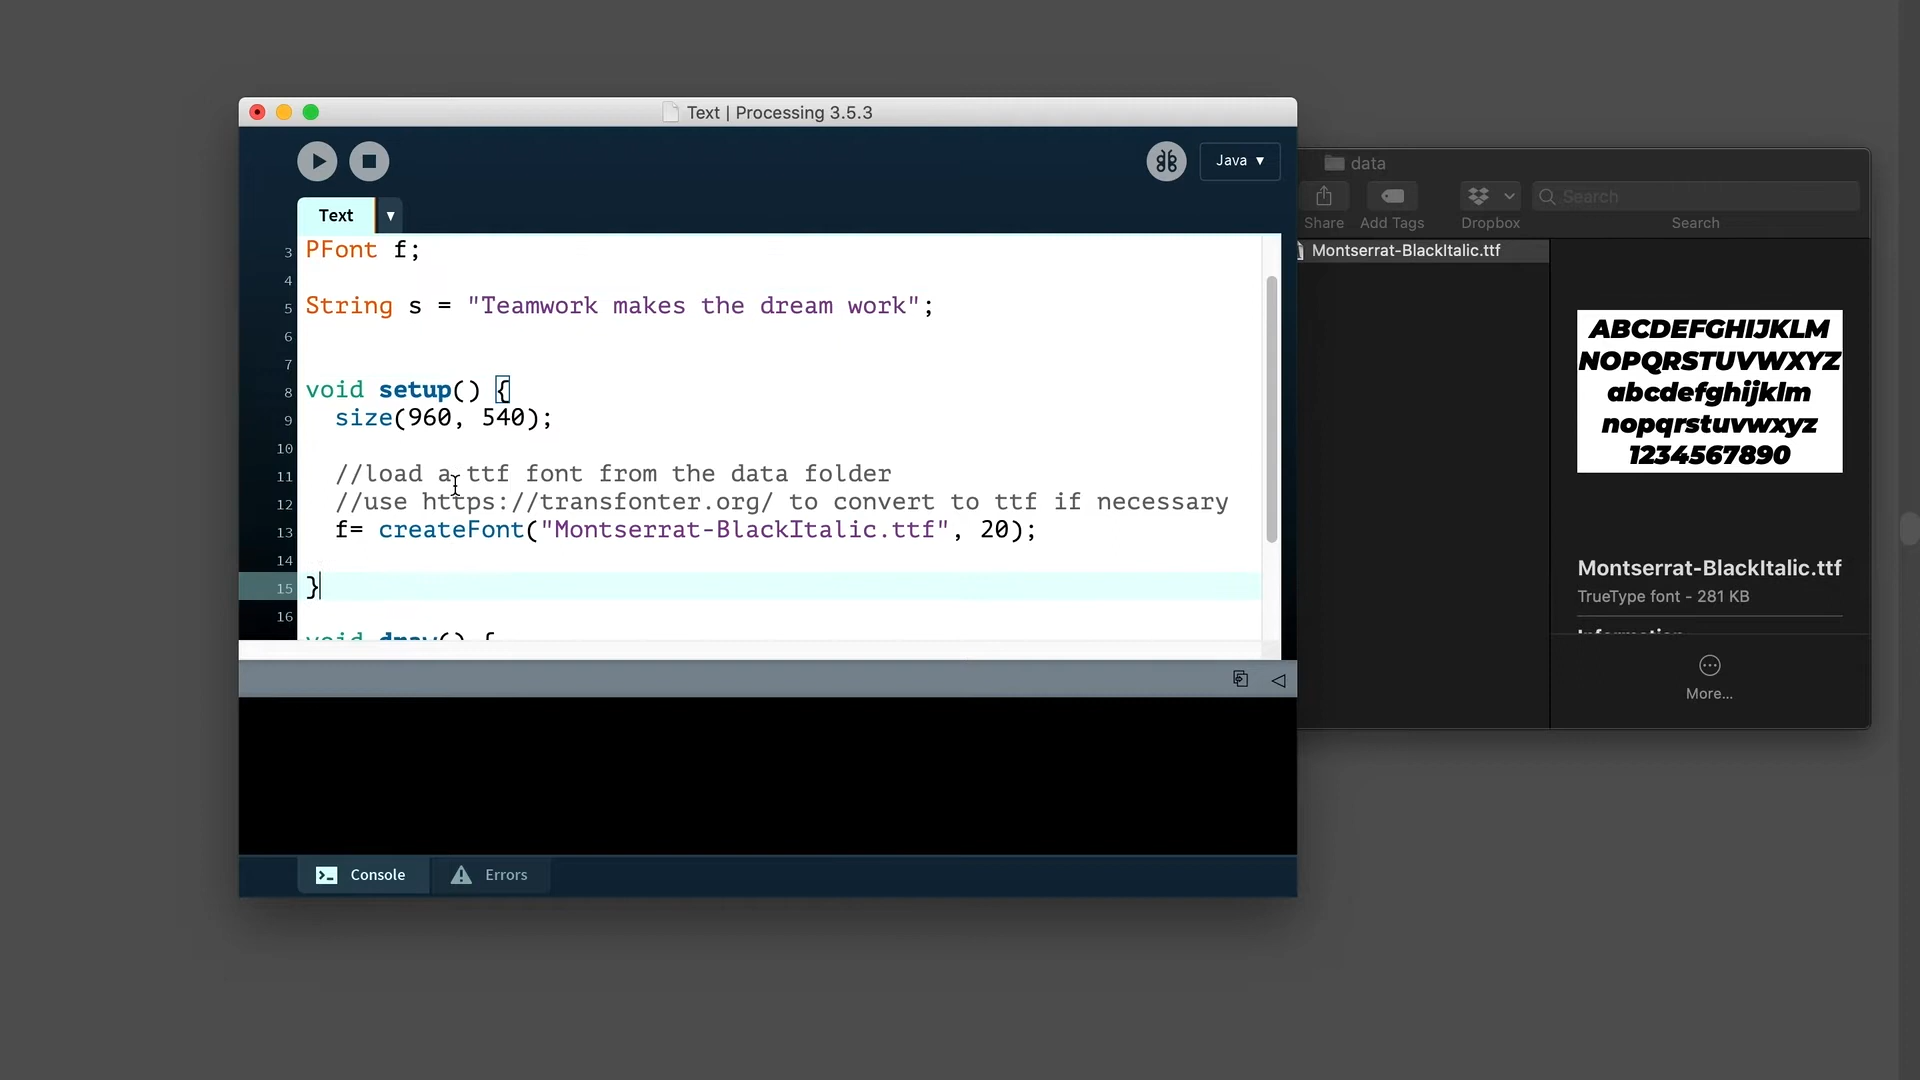 Text | Processing 3.5.3
Java ▼
Text ▼
3 PFont f;
4
5 String s = "Teamwork makes the dream work";
6
7
8 void setup() {
9 size(960, 540);
10
11 //load a ttf font from the data folder
12 //use https://transfonter.org/ to convert to ttf if necessary
13 f= createFont("Montserrat-BlackItalic.ttf", 20);
14
15 }
16
void draw() {
Console
Errors
data
Search
Share
Add Tags
Dropbox
Search
Montserrat-BlackItalic.ttf
ABCDEFGHIJKLM
NOPQRSTUVWXYZ
abcdefghijklm
nopqrstuvwxyz
1234567890
Montserrat-BlackItalic.ttf
TrueType font - 281 KB
Information
More...